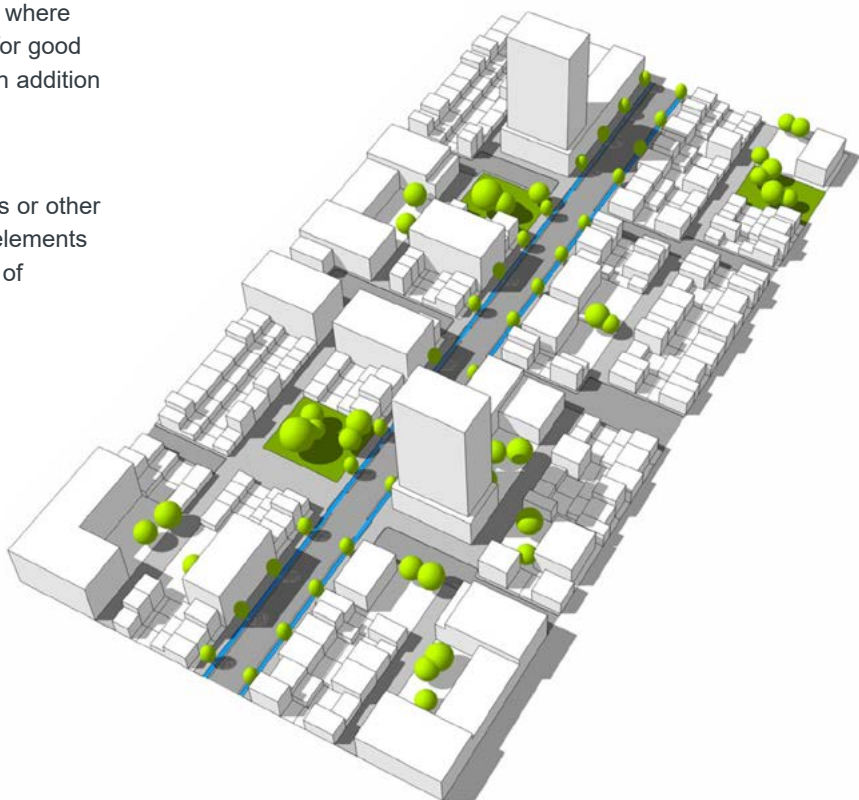 where
or good
addition
s or other
elements
of